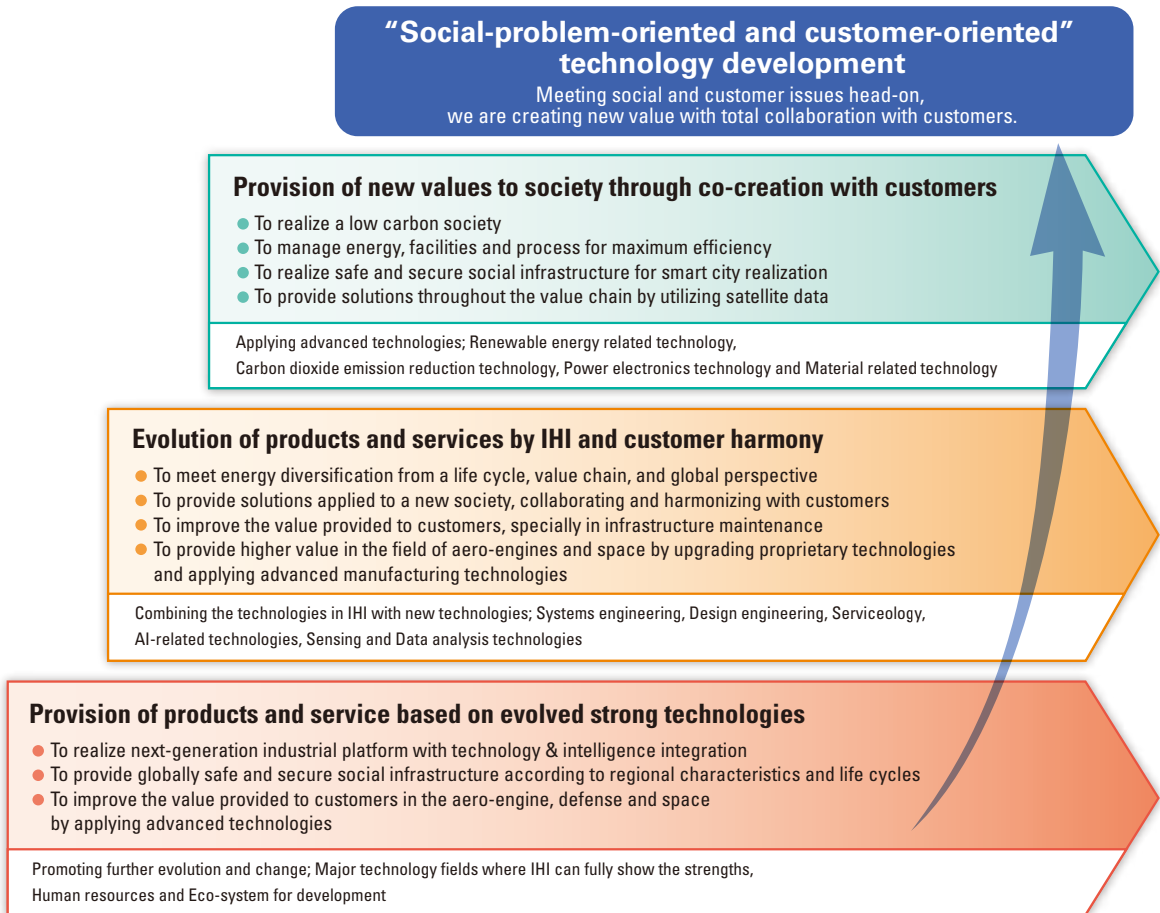 “Social-problem-oriented and customer-oriented”
technology development
Meeting social and customer issues head-on,
we are creating new value with total collaboration with customers.
Provision of new values to society through co-creation with customers
● To realize a low carbon society
● To manage energy, facilities and process for maximum efficiency
● To realize safe and secure social infrastructure for smart city realization
● To provide solutions throughout the value chain by utilizing satellite data
Applying advanced technologies; Renewable energy related technology,
Carbon dioxide emission reduction technology, Power electronics technology and Material related technology
Evolution of products and services by IHI and customer harmony
● To meet energy diversification from a life cycle, value chain, and global perspective
● To provide solutions applied to a new society, collaborating and harmonizing with customers
● To improve the value provided to customers, specially in infrastructure maintenance
● To provide higher value in the field of aero-engines and space by upgrading proprietary technologies
and applying advanced manufacturing technologies
Combining the technologies in IHI with new technologies; Systems engineering, Design engineering, Serviceology,
AI-related technologies, Sensing and Data analysis technologies
Provision of products and service based on evolved strong technologies
● To realize next-generation industrial platform with technology & intelligence integration
● To provide globally safe and secure social infrastructure according to regional characteristics and life cycles
● To improve the value provided to customers in the aero-engine, defense and space
by applying advanced technologies
Promoting further evolution and change; Major technology fields where IHI can fully show the strengths,
Human resources and Eco-system for development